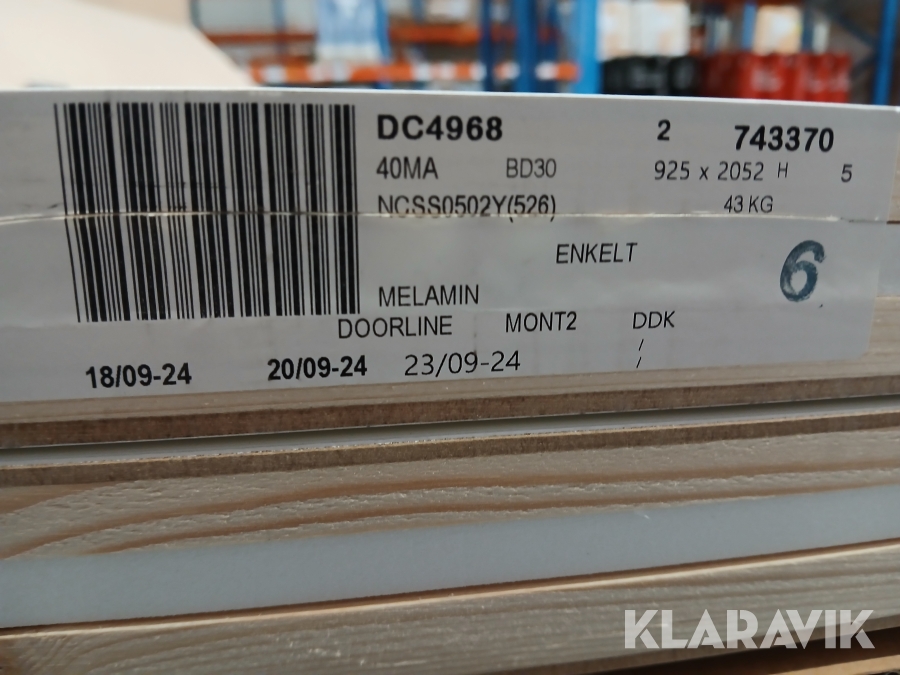 DC4968 2 743370
40MA BD30 925 x 2052 H 5
NCSS0502Y(526) 43 KG
ENKELT 6
MELAMIN
DOORLINE MONT2 DDK
18/09-24 20/09-24 23/09-24 / /
KLARAVIK